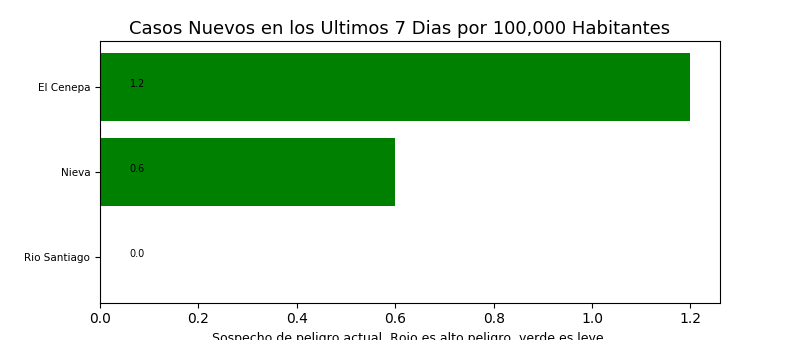 Casos Nuevos en los Ultimos 7 Dias por 100,000 Habitantes
El Cenepa
1.2
Nieva
0.6
Rio Santiago
0.0
0.0 0.2 0.4 0.6 0.8 1.0 1.2
Sospecho de peligro actual. Rojo es alto peligro, verde es leve